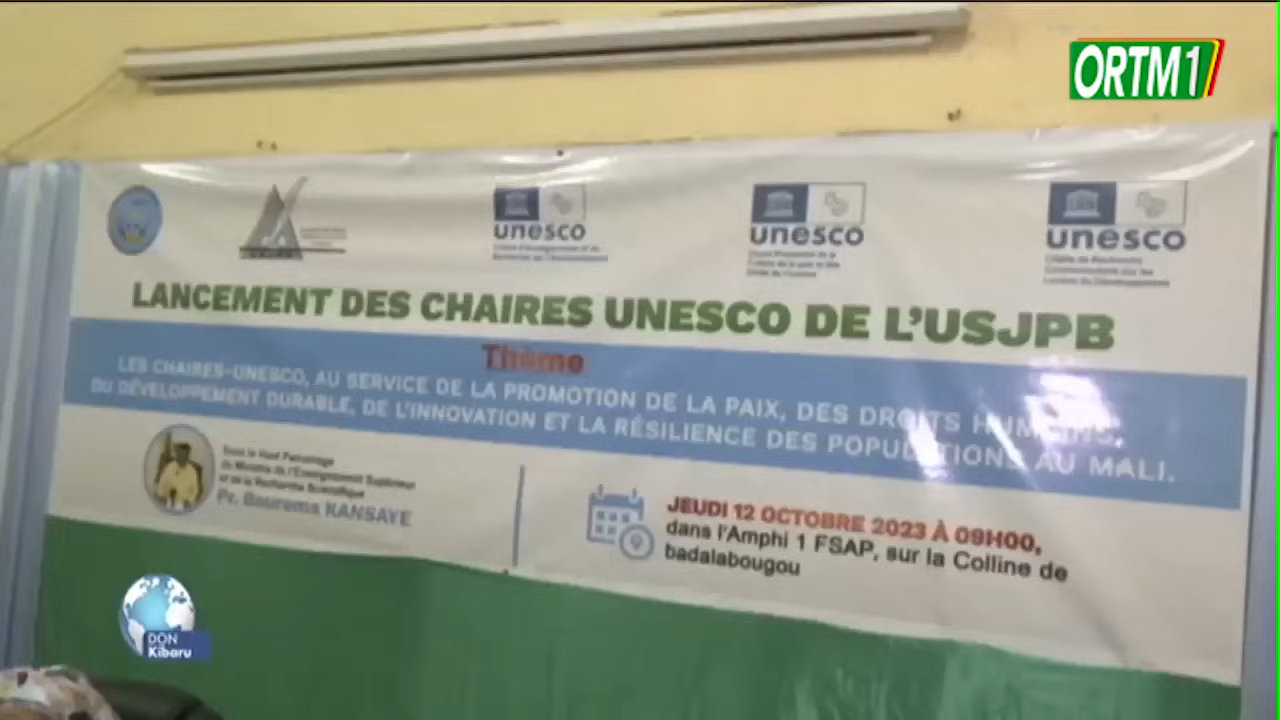 ORTM1
unesco
unesco
unesco
LANCEMENT DES CHAIRES UNESCO DE L'USJPB
Thème
LES CHAIRES-UNESCO, AU SERVICE DE LA PROMOTION DE LA PAIX, DES DROITS HUMAINS,
DU DÉVELOPPEMENT DURABLE, DE L'INNOVATION ET LA RÉSILIENCE DES POPULATIONS AU MALI.
Sous le Haut Patronage
du Ministre de l'Enseignement Supérieur
et de la Recherche Scientifique
Pr. Bourema KANSAYE
JEUDI 12 OCTOBRE 2023 À 09H00,
dans l'Amphi 1 FSAP, sur la Colline de
badalabougou
DON
Kibaru